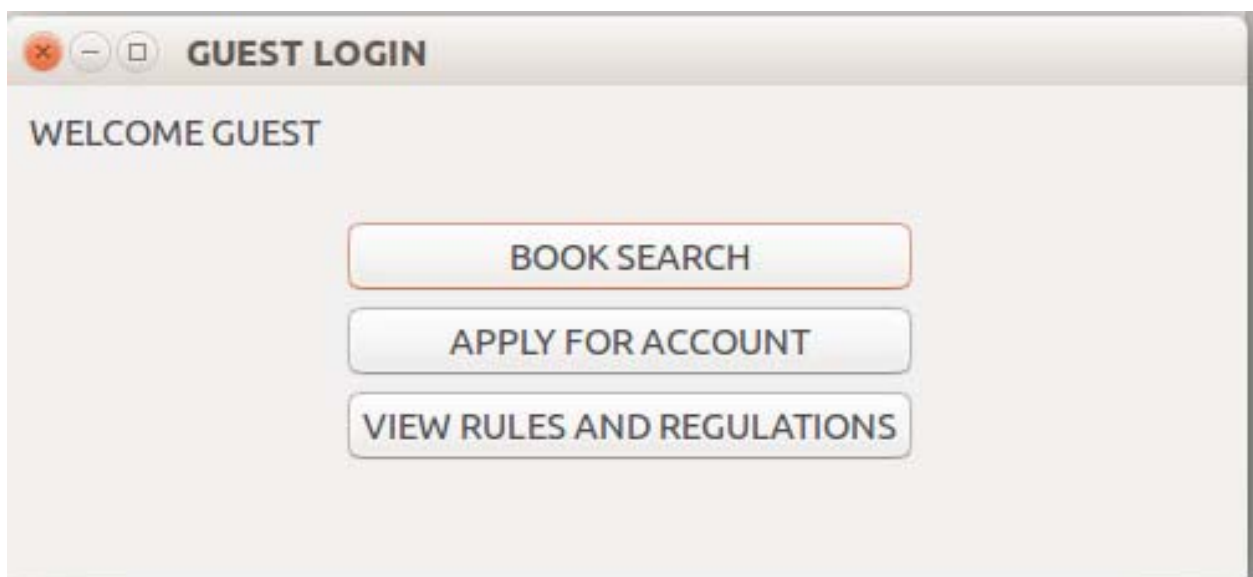 GUEST LOGIN
WELCOME GUEST
BOOK SEARCH
APPLY FOR ACCOUNT
VIEW RULES AND REGULATIONS